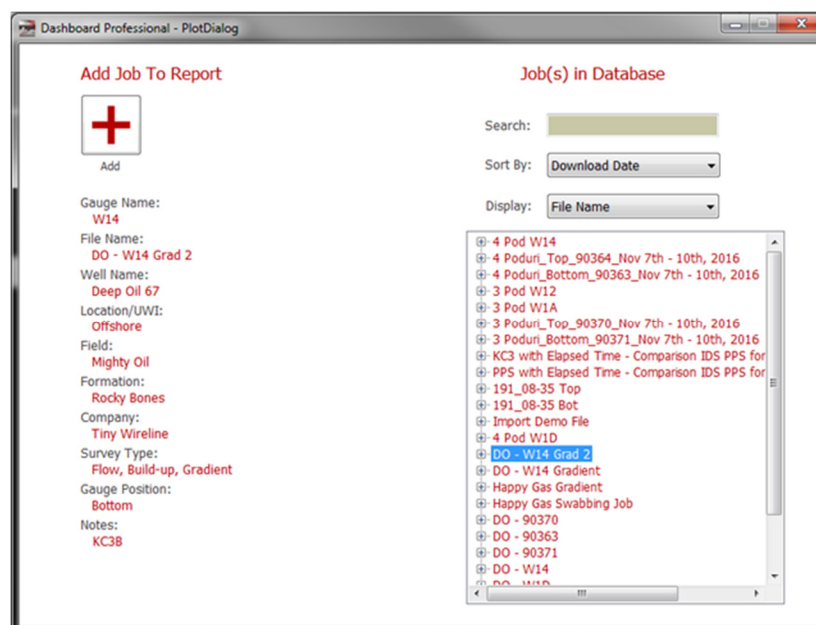 Dashboard Professional - PlotDialog
Add Job To Report
Add
Gauge Name:
W14
File Name:
DO - W14 Grad 2
Well Name:
Deep Oil 67
Location/UWI:
Offshore
Field:
Mighty Oil
Formation:
Rocky Bones
Company:
Tiny Wireline
Survey Type:
Flow, Build-up, Gradient
Gauge Position:
Bottom
Notes:
KC3B
Job(s) in Database
Search:
Sort By: Download Date
Display: File Name
4 Pod W14
4 Poduri_Top_90364_Nov 7th - 10th, 2016
4 Poduri_Bottom_90363_Nov 7th - 10th, 2016
3 Pod W12
3 Pod W1A
3 Poduri_Top_90370_Nov 7th - 10th, 2016
3 Poduri_Bottom_90371_Nov 7th - 10th, 2016
KC3 with Elapsed Time - Comparison IDS PPS for
PPS with Elapsed Time - Comparison IDS PPS for
191_08-35 Top
191_08-35 Bot
Import Demo File
4 Pod W1D
DO - W14 Grad 2
DO - W14 Gradient
Happy Gas Gradient
Happy Gas Swabbing Job
DO - 90370
DO - 90363
DO - 90371
DO - W14
DO - W1D